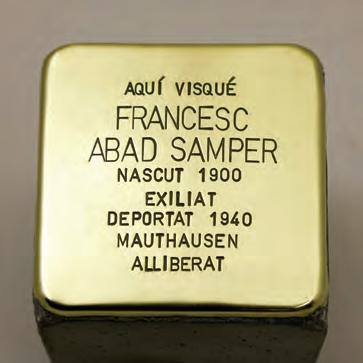 AQUÍ VISQUÉ
FRANCESC
ABAD SAMPER
NASCUT 1900
EXILIAT
DEPORTAT 1940
MAUTHAUSEN
ALLIBERAT